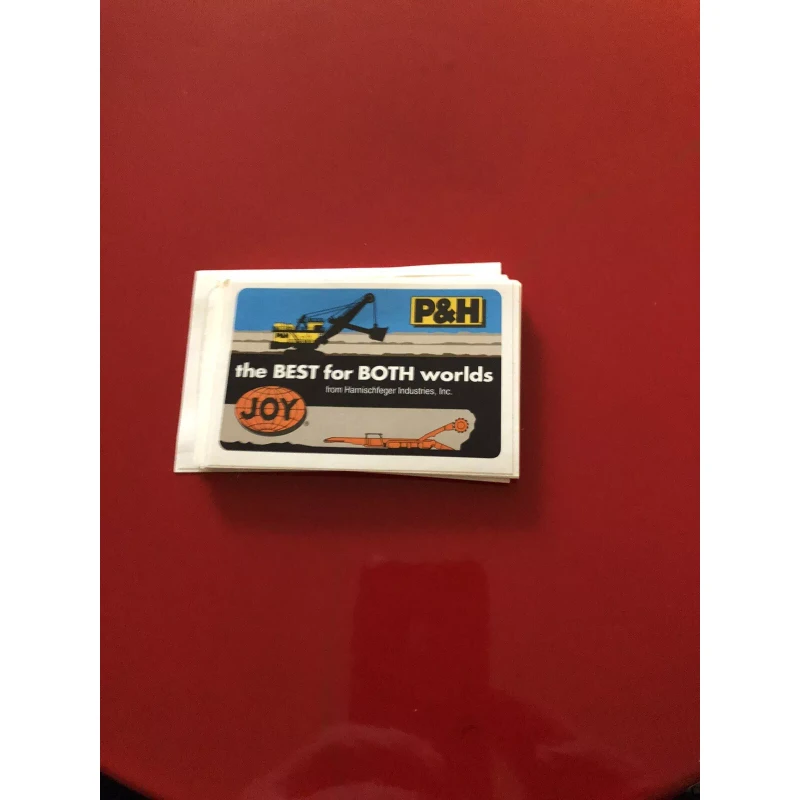 P&H
the BEST for BOTH worlds
from Harnischfeger Industries, Inc.
JOY
®